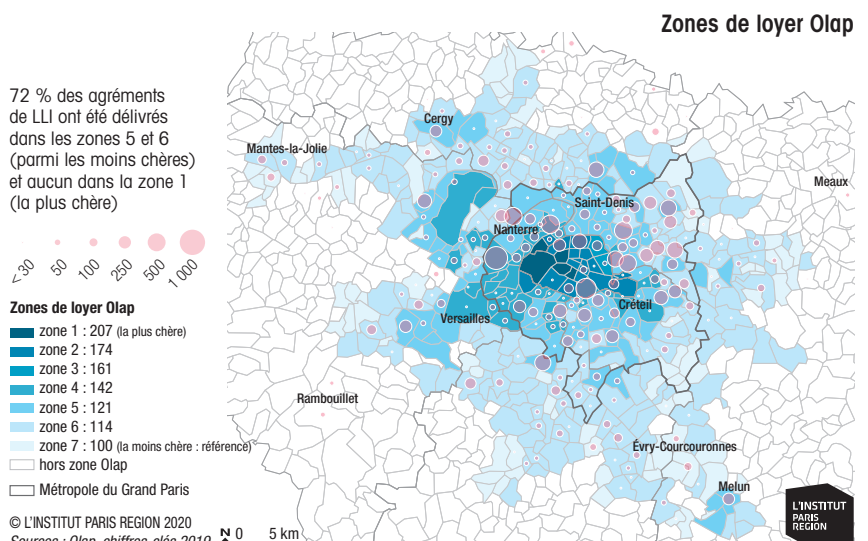 Zones de loyer Olap
72 % des agréments
de LLI ont été délivrés
dans les zones 5 et 6
(parmi les moins chères)
et aucun dans la zone 1
(la plus chère)
<30
50
100
250
500
1 000
Zones de loyer Olap
zone 1 : 207 (la plus chère)
zone 2 : 174
zone 3 : 161
zone 4 : 142
zone 5 : 121
zone 6 : 114
zone 7 : 100 (la moins chère : référence)
hors zone Olap
Métropole du Grand Paris
© L'INSTITUT PARIS REGION 2020
Sources : Olap, chiffres-clés 2019
N 0 5 km
Cergy
Mantes-la-Jolie
Meaux
Saint-Denis
Nanterre
Créteil
Versailles
Rambouillet
Évry-Courcouronnes
Melun
L'INSTITUT
PARIS
REGION